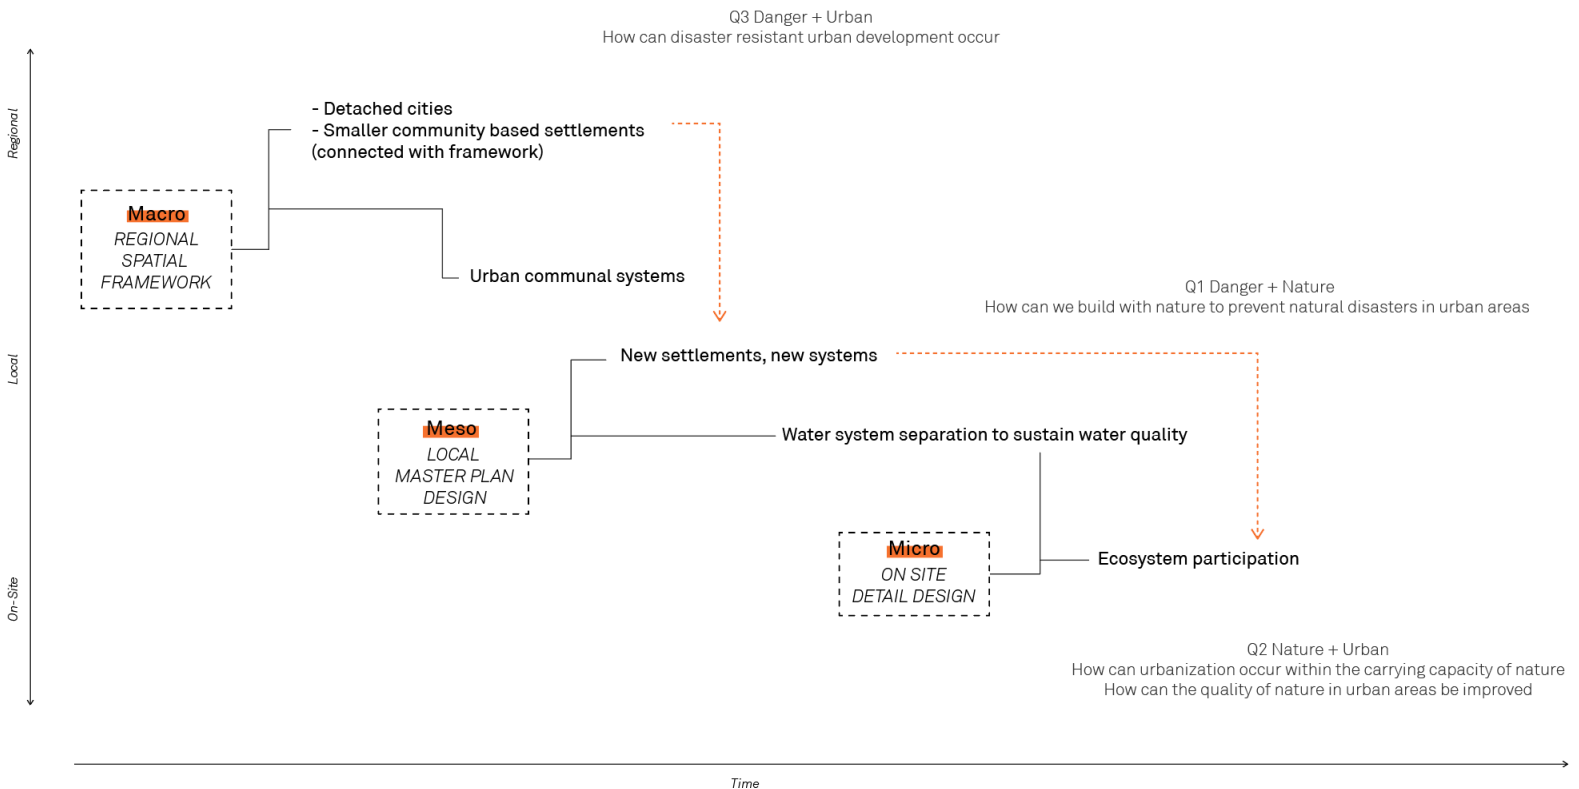 Q3 Danger + Urban
How can disaster resistant urban development occur
Regional
- Detached cities
- Smaller community based settlements
(connected with framework)
Macro
REGIONAL
SPATIAL
FRAMEWORK
Urban communal systems
Q1 Danger + Nature
How can we build with nature to prevent natural disasters in urban areas
Local
New settlements, new systems
Meso
LOCAL
MASTER PLAN
DESIGN
Water system separation to sustain water quality
Micro
ON SITE
DETAIL DESIGN
Ecosystem participation
On-Site
Q2 Nature + Urban
How can urbanization occur within the carrying capacity of nature
How can the quality of nature in urban areas be improved
Time